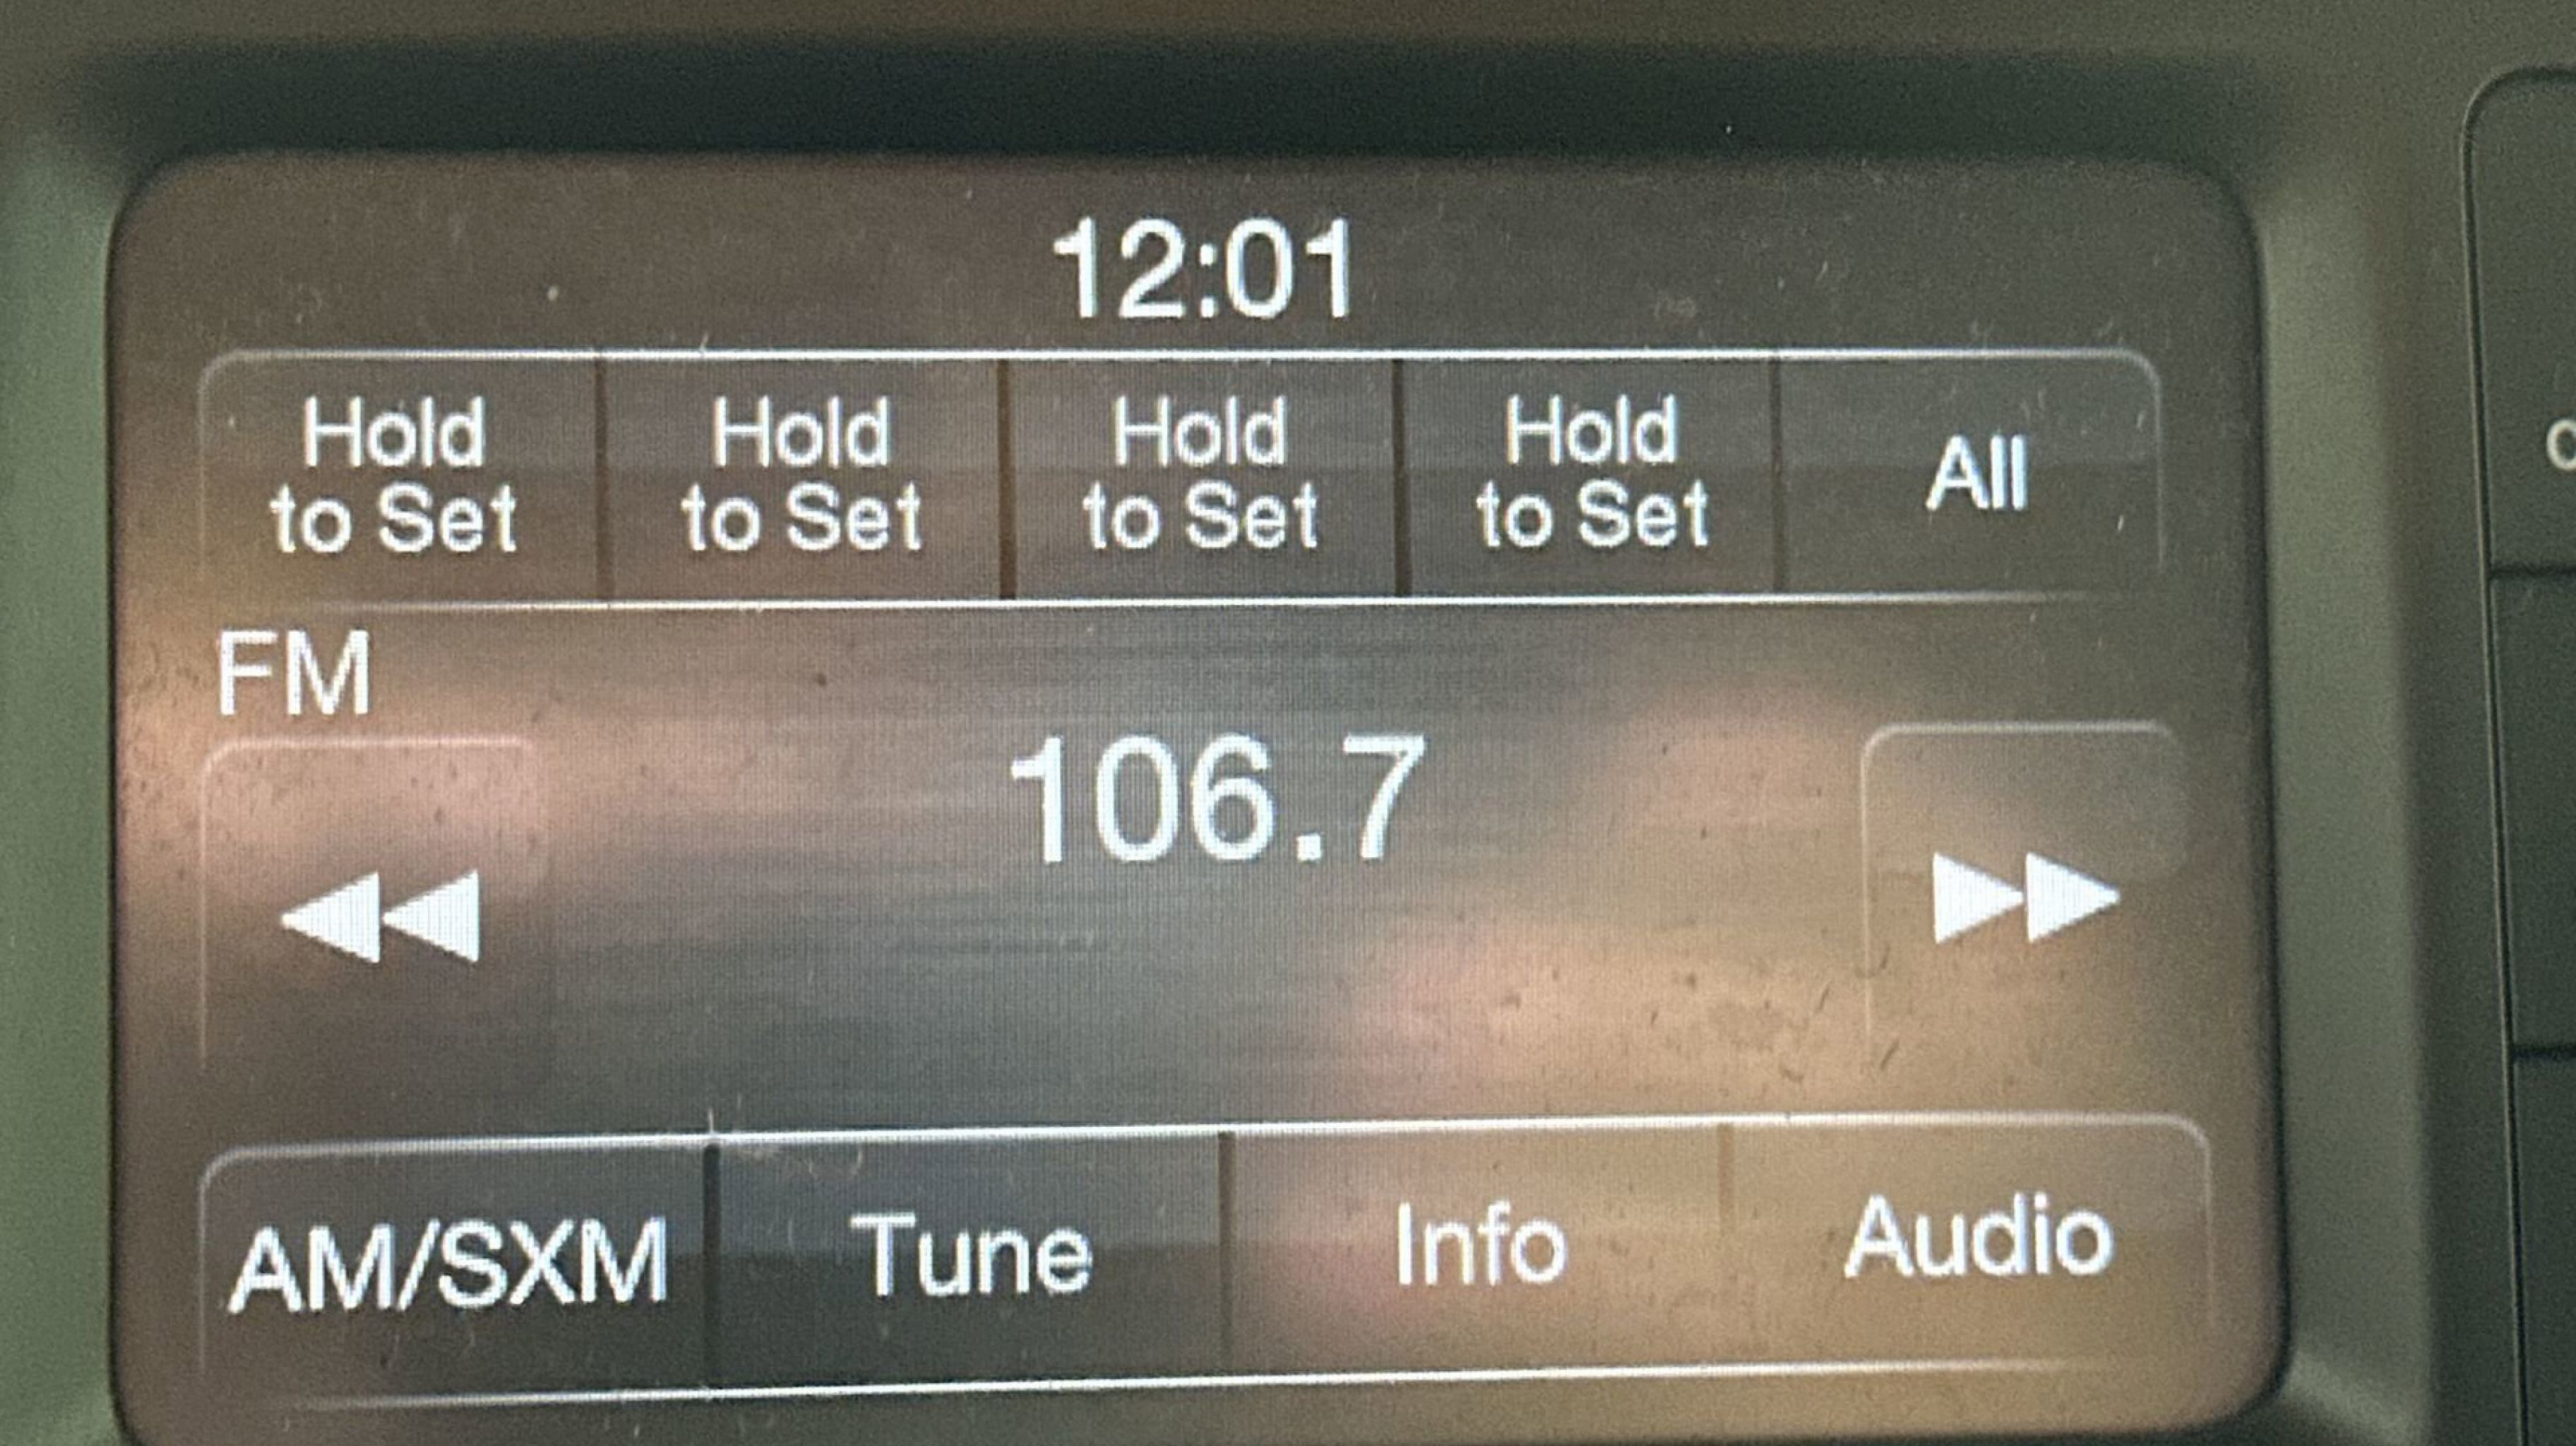 12:01
Hold to Set
Hold to Set
Hold to Set
Hold to Set
All
FM
106.7
AM/SXM
Tune
Info
Audio